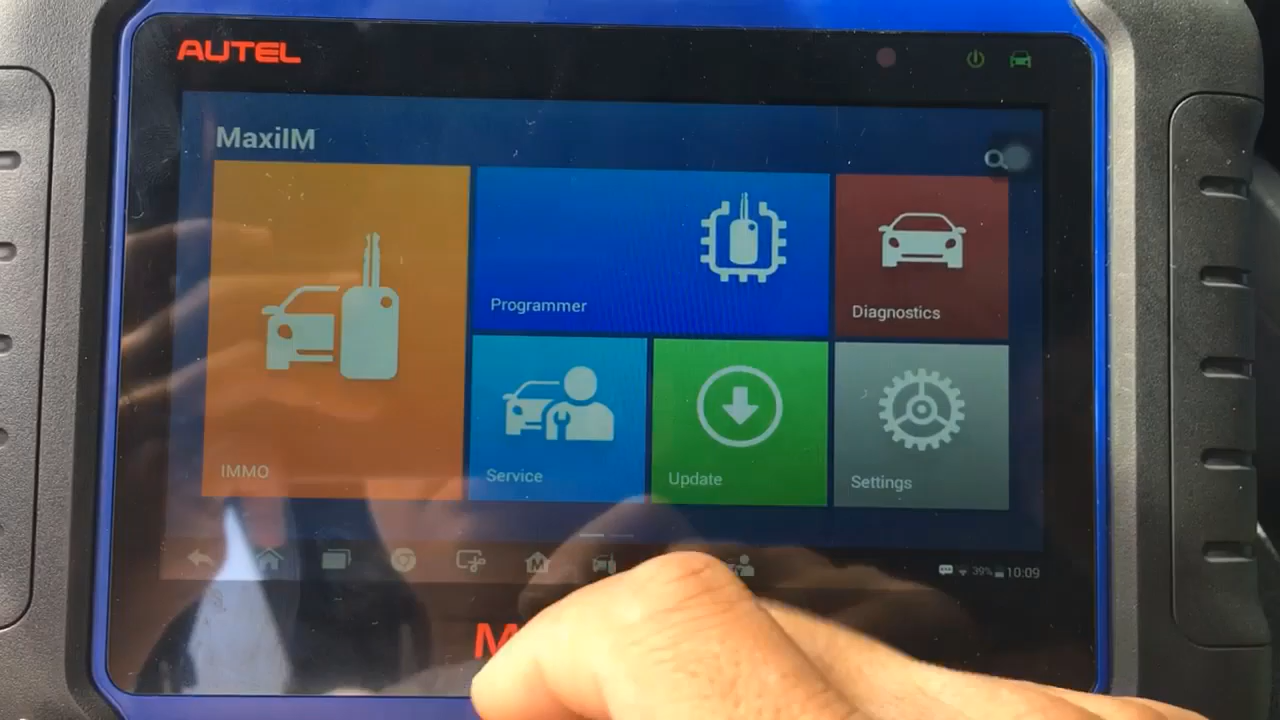 AUTEL
MaxiIM
Programmer
Diagnostics
IMMO
Service
Update
Settings
39%
10:09
M